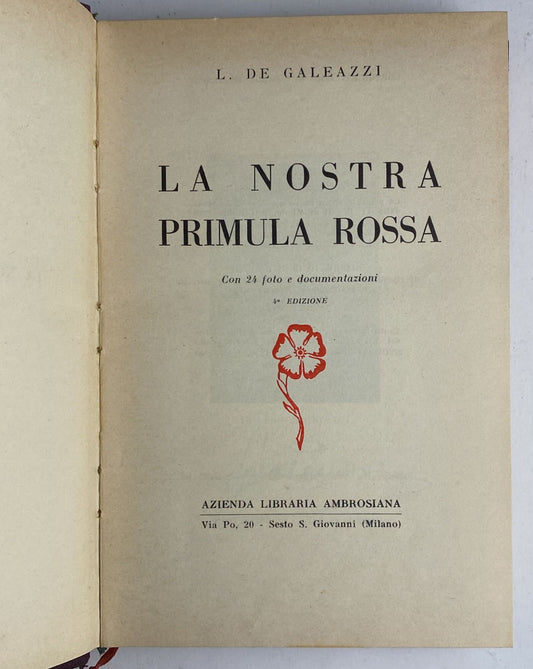 L. DE GALEAZZI
LA NOSTRA
PRIMULA ROSSA
Con 24 foto e documentazioni
4ª EDIZIONE
AZIENDA LIBRARIA AMBROSIANA
Via Po, 20 - Sesto S. Giovanni (Milano)